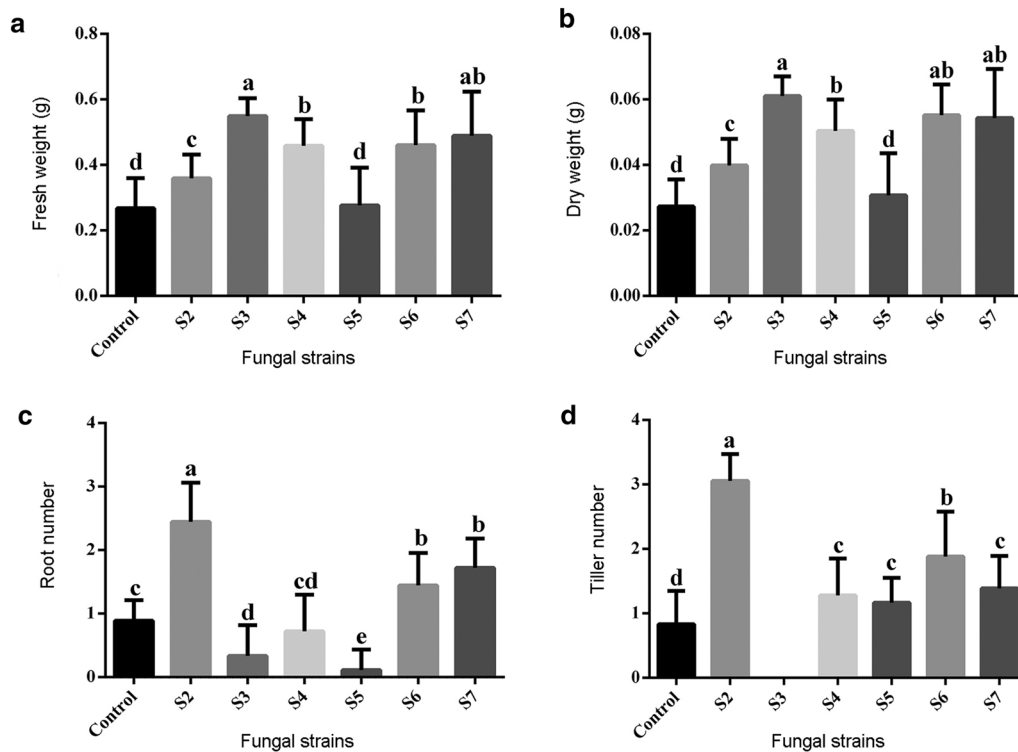 a
Fresh weight (g)
0.8
0.6
0.4
0.2
0.0
d
c
a
b
d
b
ab
Control
S2
S3
S4
S5
S6
S7
Fungal strains
b
Dry weight (g)
0.08
0.06
0.04
0.02
0.00
d
c
a
b
d
ab
ab
Control
S2
S3
S4
S5
S6
S7
Fungal strains
c
Root number
4
3
2
1
0
c
a
d
cd
e
b
b
Control
S2
S3
S4
S5
S6
S7
Fungal strains
d
Tiller number
4
3
2
1
0
d
a
c
c
b
c
Control
S2
S3
S4
S5
S6
S7
Fungal strains